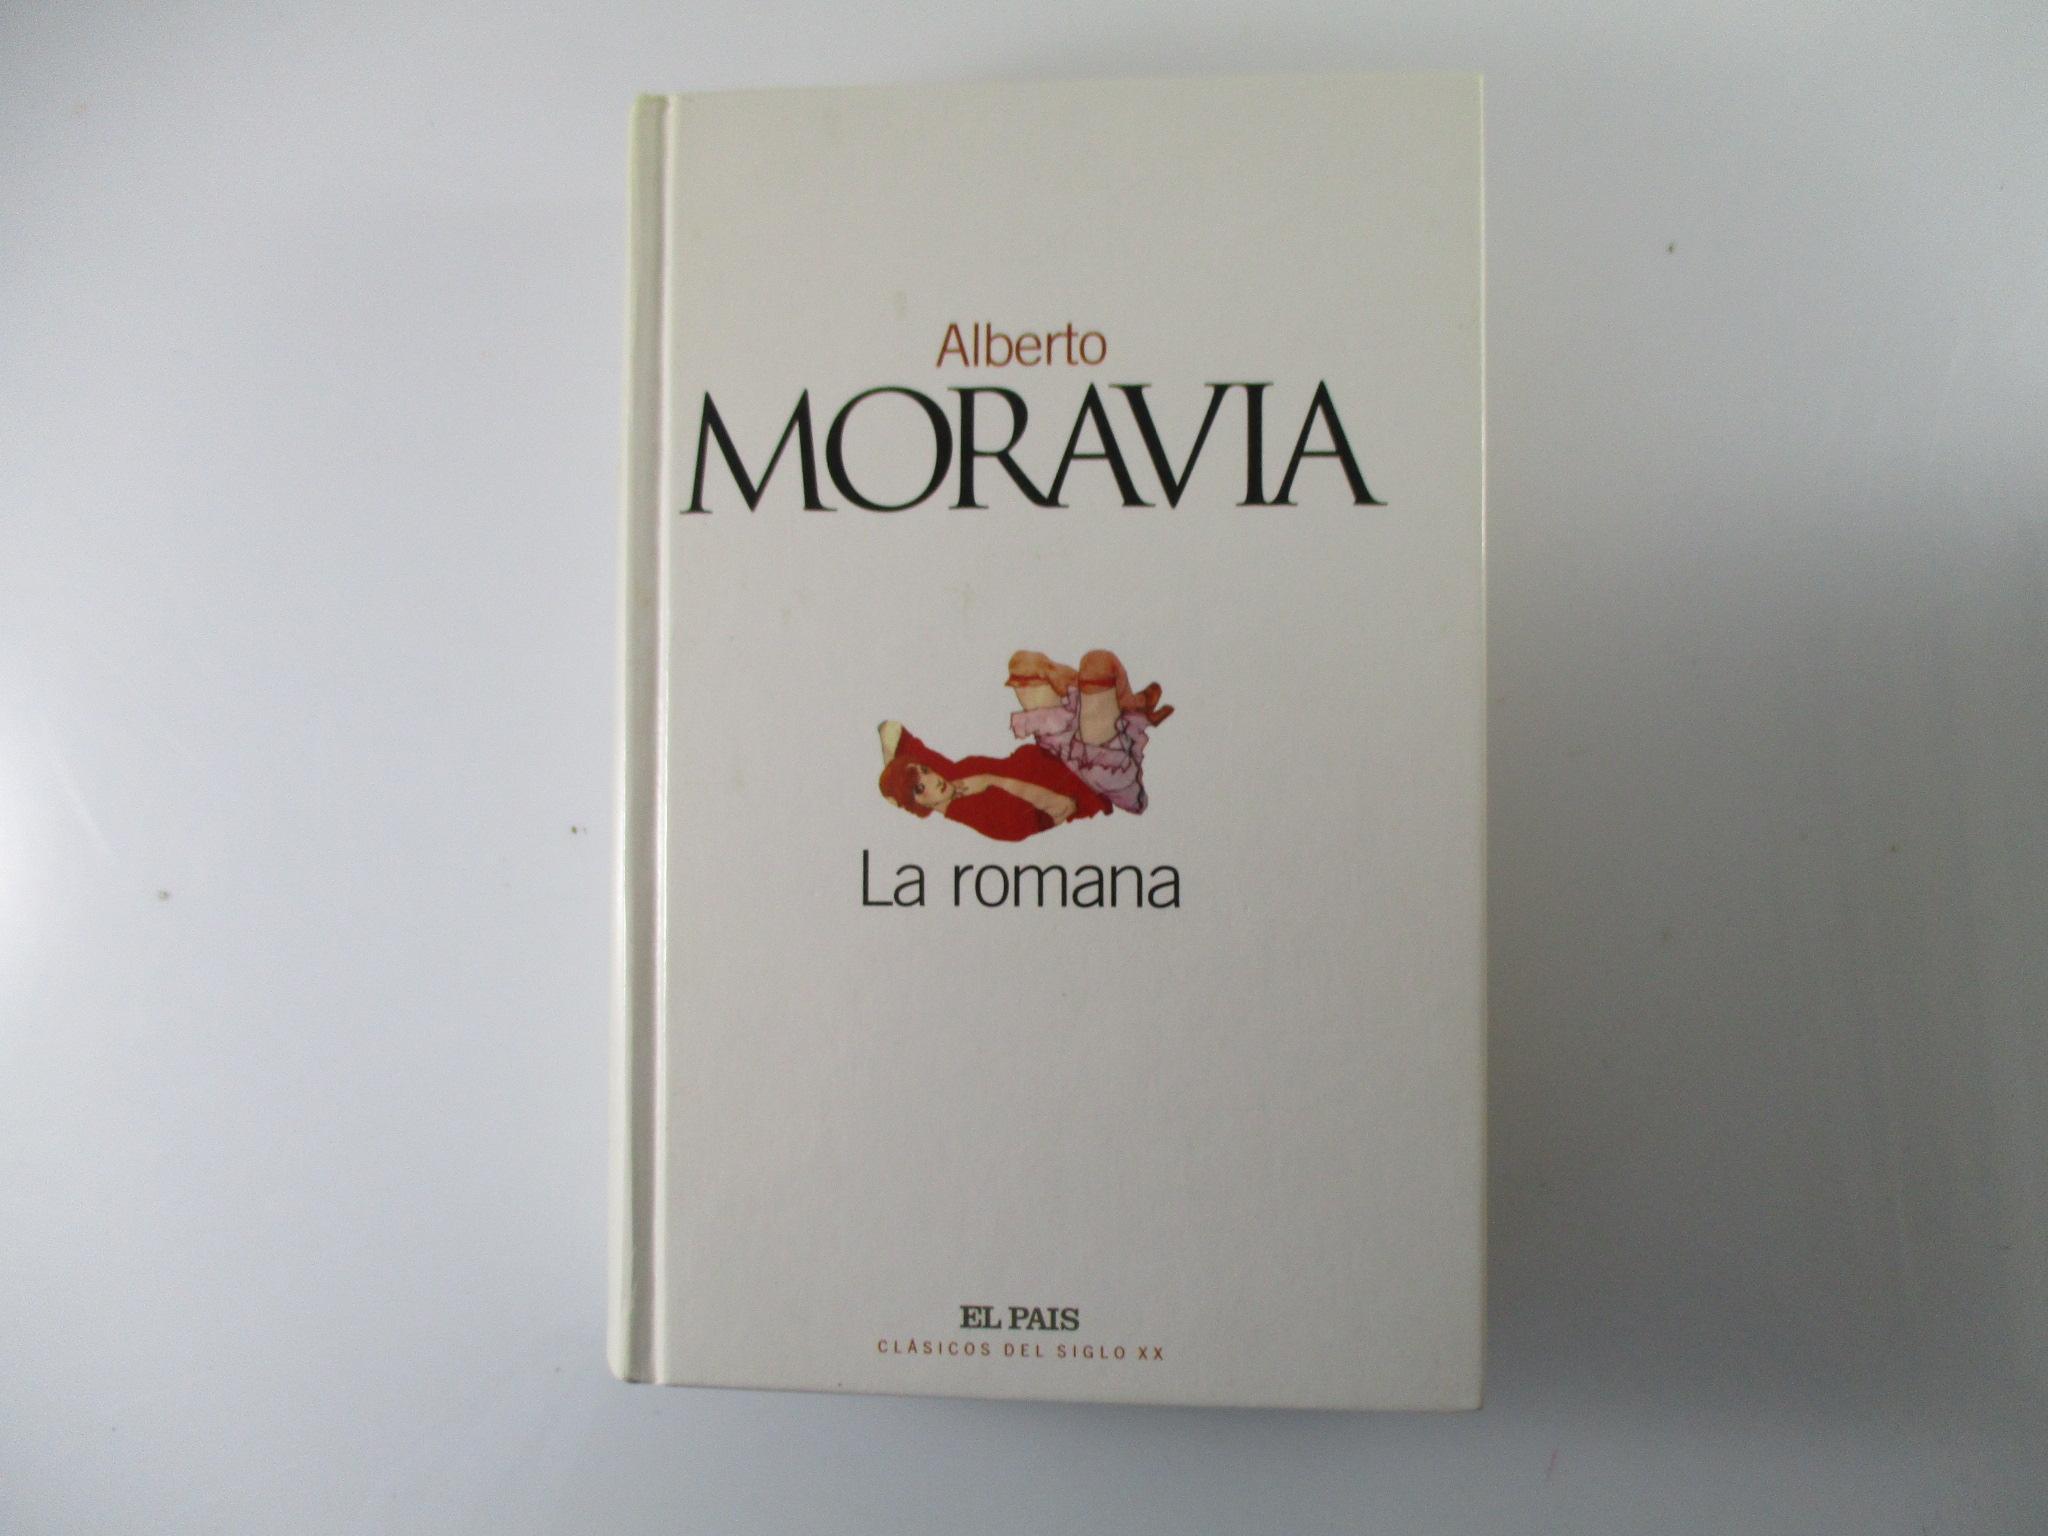 Alberto
MORAVIA
La romana
EL PAIS
CLÁSICOS DEL SIGLO XX